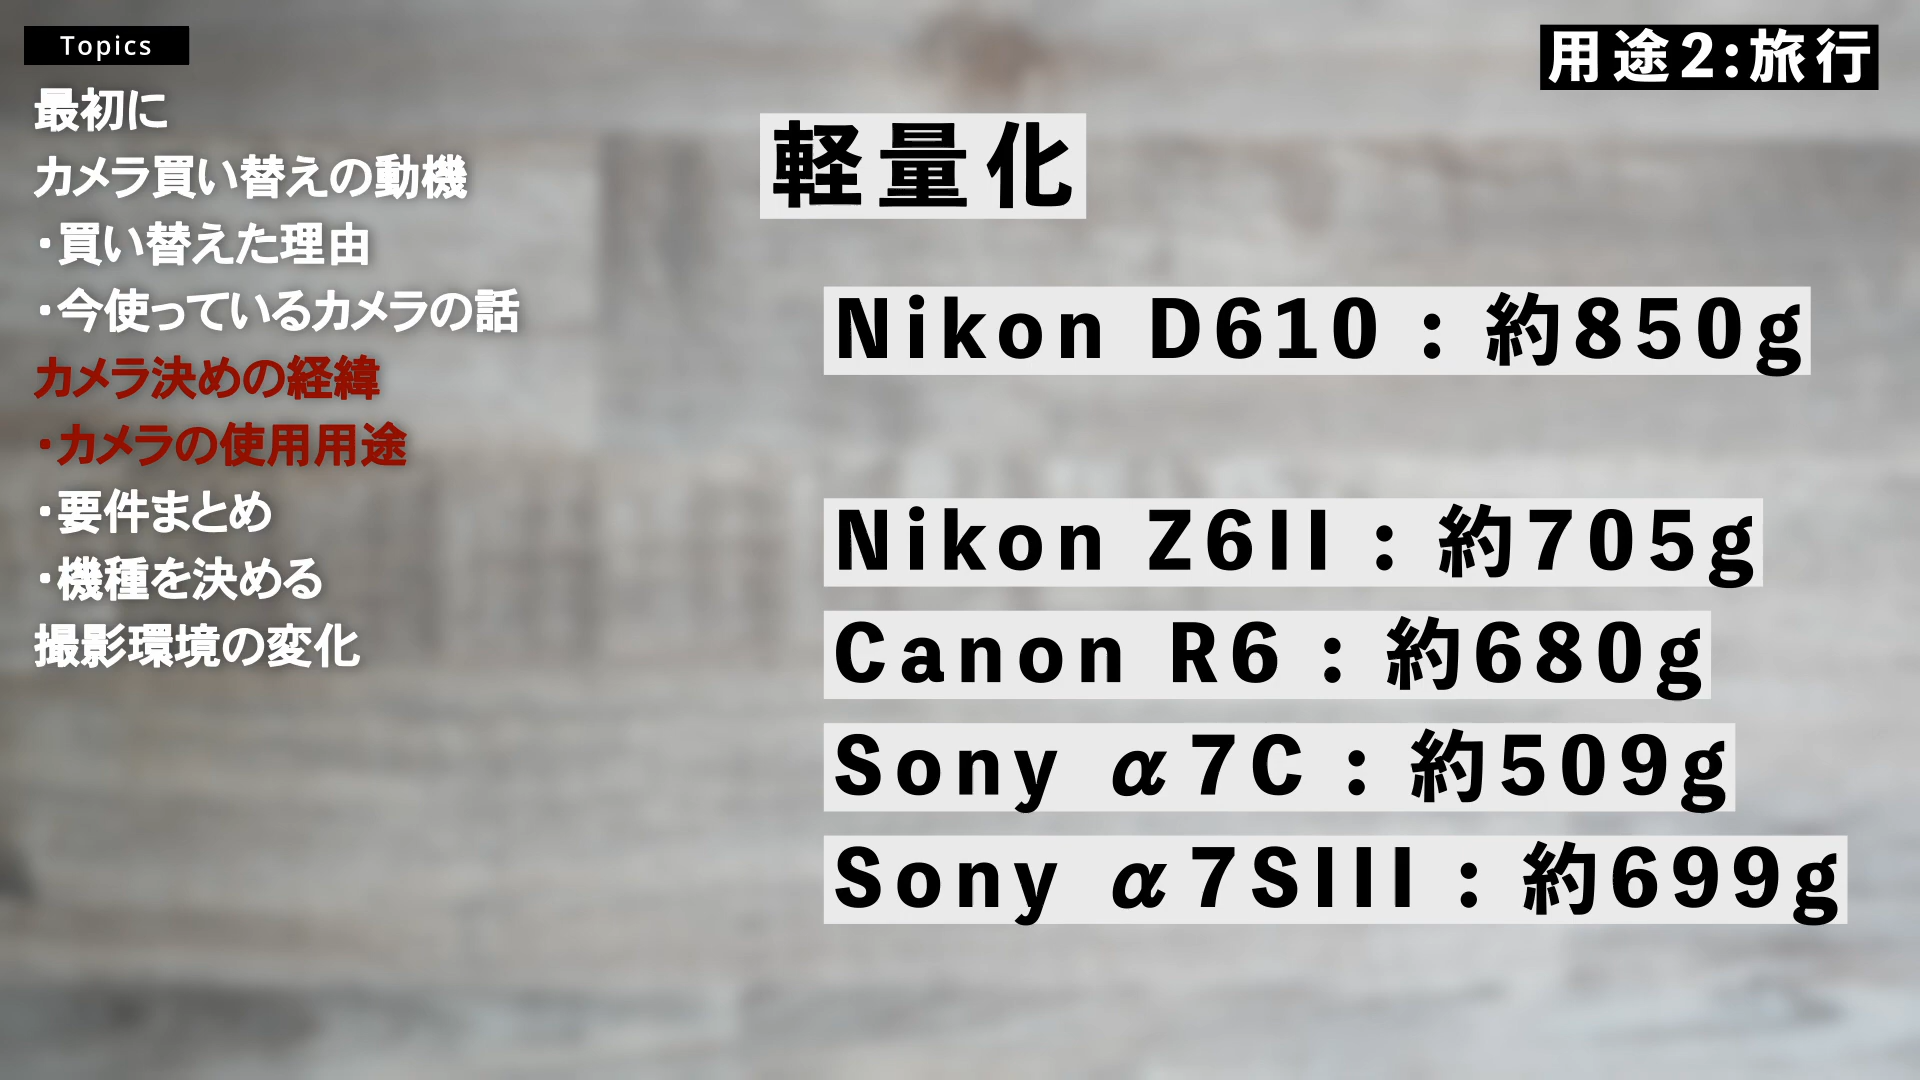 Topics
最初に
カメラ買い替えの動機
・買い替えた理由
・今使っているカメラの話
カメラ決めの経緯
・カメラの使用用途
・要件まとめ
・機種を決める
撮影環境の変化
用途2:旅行
軽量化
Nikon D610 : 約850g
Nikon Z6II : 約705g
Canon R6 : 約680g
Sony α7C : 約509g
Sony α7SIII : 約699g